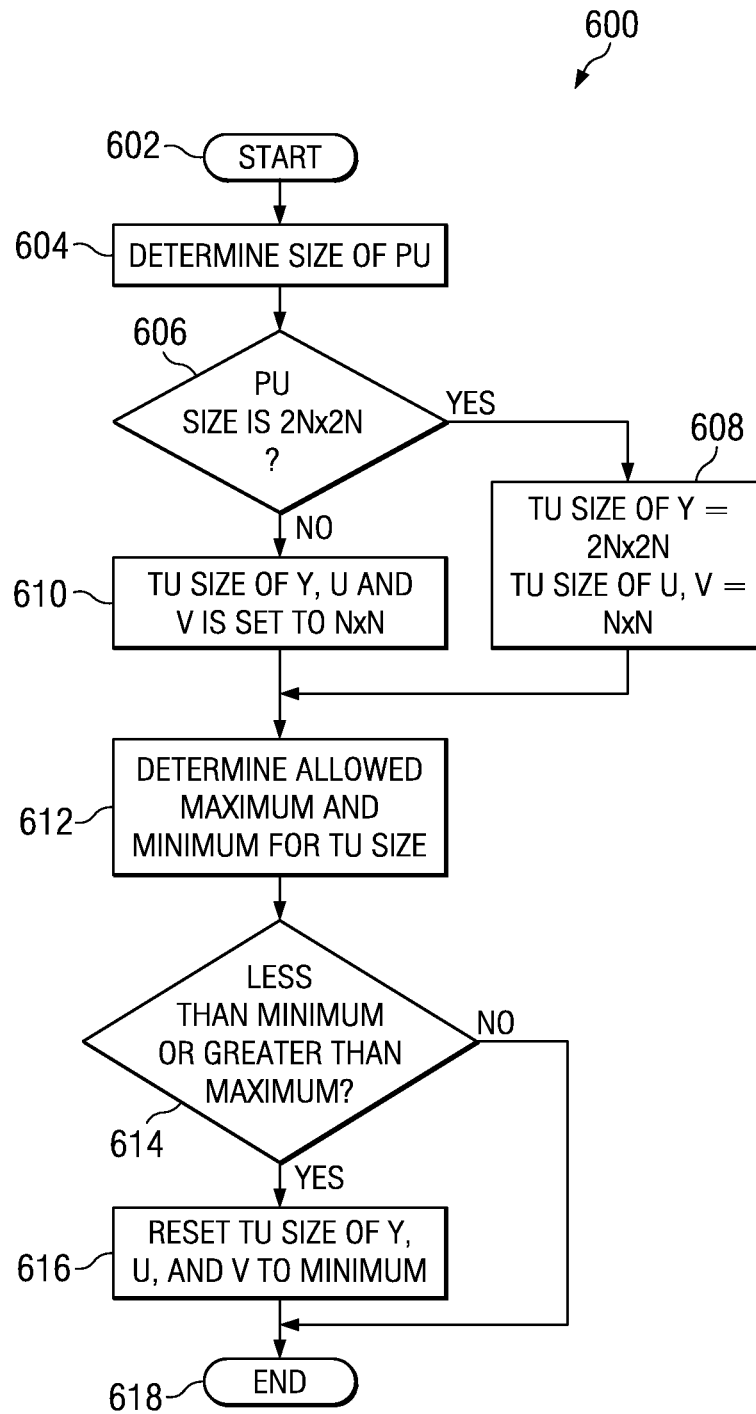 600
602
START
604
DETERMINE SIZE OF PU
606
PU
SIZE IS 2Nx2N
?
YES
NO
608
TU SIZE OF Y =
2Nx2N
TU SIZE OF U, V =
NxN
610
TU SIZE OF Y, U AND
V IS SET TO NxN
612
DETERMINE ALLOWED
MAXIMUM AND
MINIMUM FOR TU SIZE
LESS
THAN MINIMUM
OR GREATER THAN
MAXIMUM?
NO
614
YES
616
RESET TU SIZE OF Y,
U, AND V TO MINIMUM
618
END